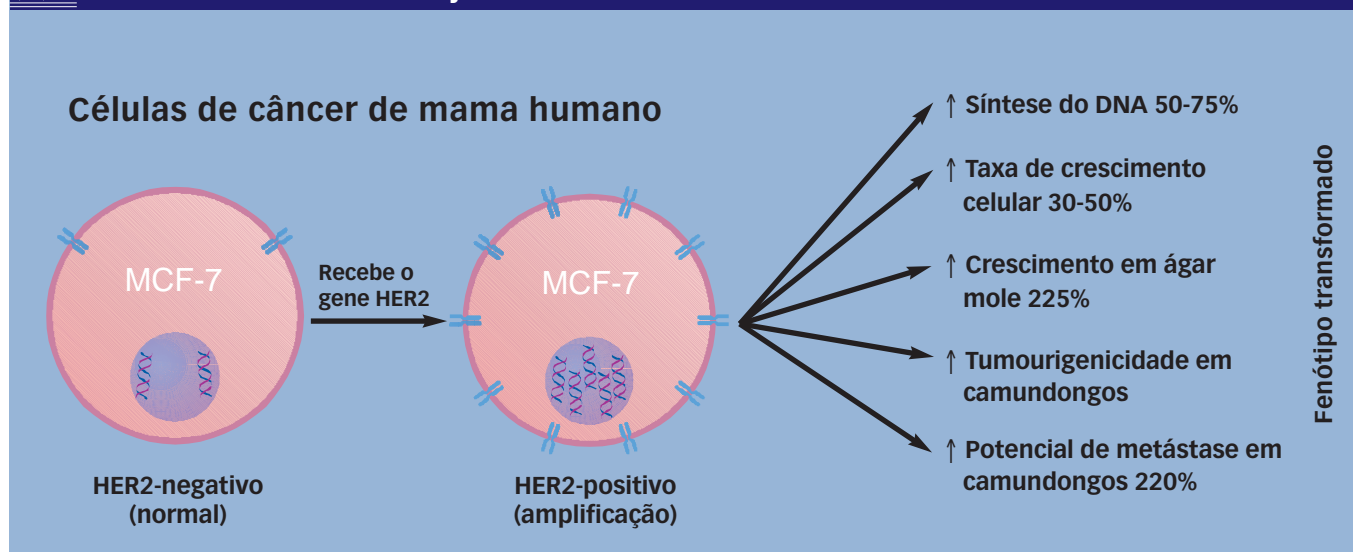 Células de câncer de mama humano
MCF-7
HER2-negativo
(normal)
Recebe o
gene HER2
MCF-7
HER2-positivo
(amplificação)
↑ Síntese do DNA 50-75%
↑ Taxa de crescimento
celular 30-50%
↑ Crescimento em ágar
mole 225%
↑ Tumourigenicidade em
camundongos
↑ Potencial de metástase em
camundongos 220%
Fenótipo transformado